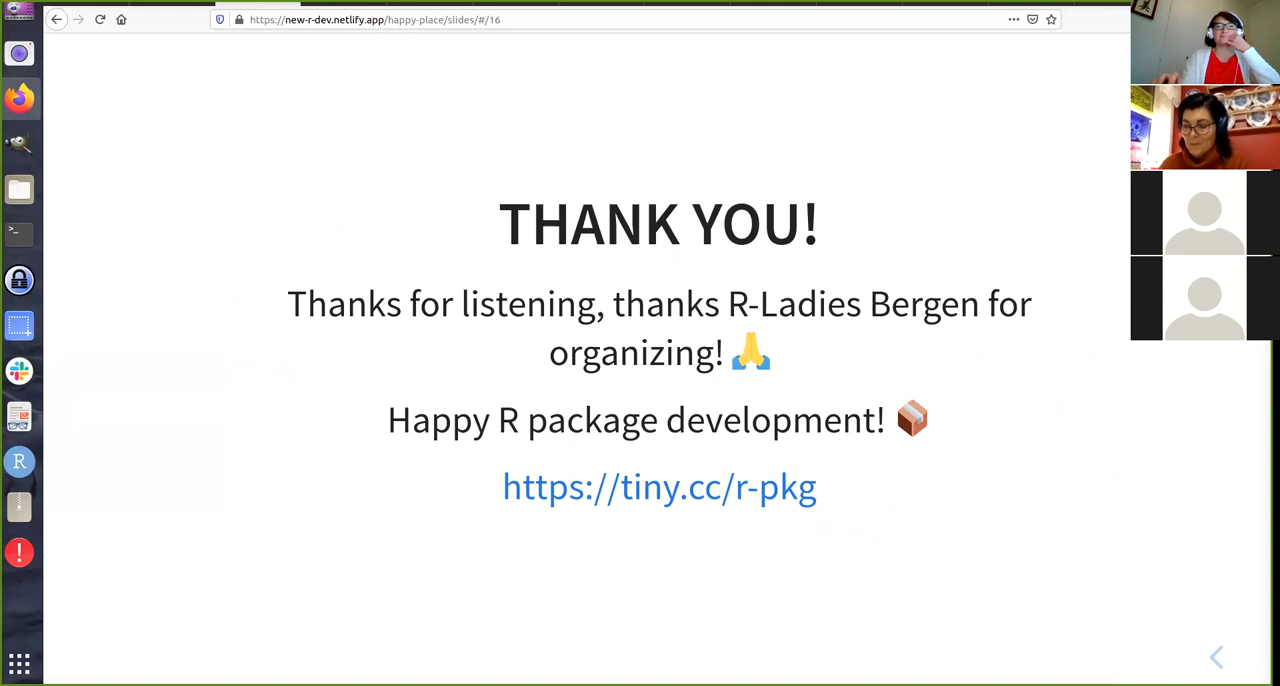 https://new-r-dev.netlify.app/happy-place/slides/#/16
THANK YOU!
Thanks for listening, thanks R-Ladies Bergen for
organizing! 🙏
Happy R package development! 📦
https://tiny.cc/r-pkg
>_
R
!